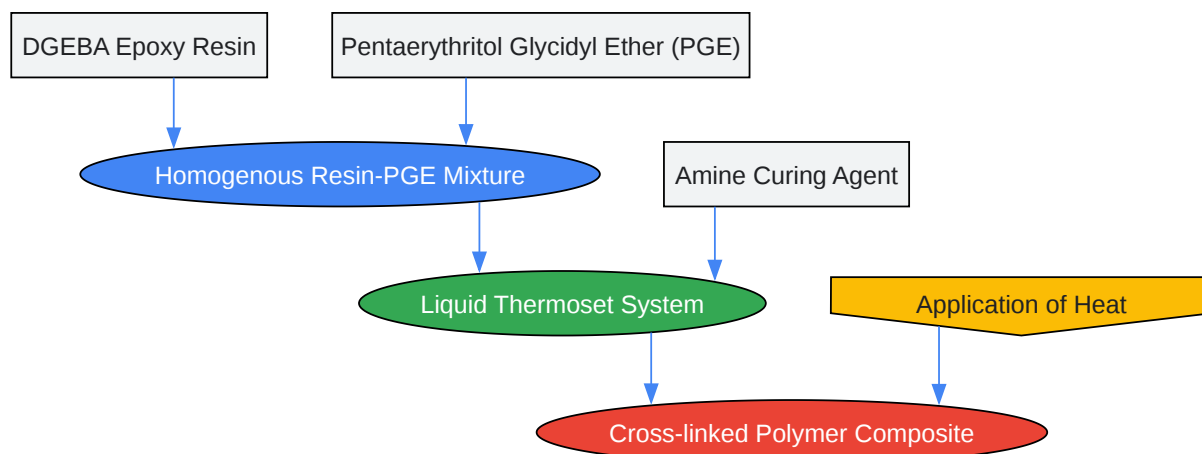 DGEBA Epoxy Resin
Pentaerythritol Glycidyl Ether (PGE)
Homogenous Resin-PGE Mixture
Amine Curing Agent
Liquid Thermoset System
Application of Heat
Cross-linked Polymer Composite